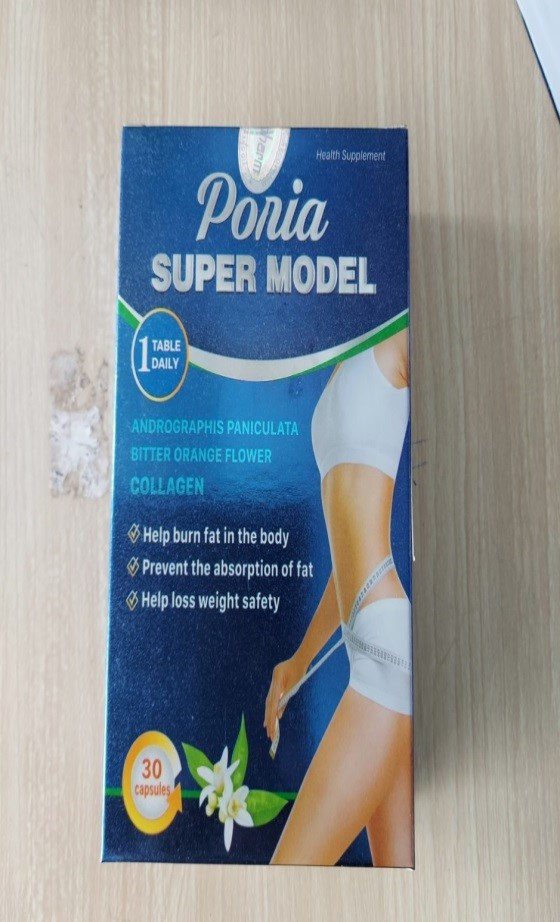 Health Supplement
Poria
SUPER MODEL
1 TABLE
DAILY
ANDROGRAPHIS PANICULATA
BITTER ORANGE FLOWER
COLLAGEN
Help burn fat in the body
Prevent the absorption of fat
Help loss weight safety
30
capsules